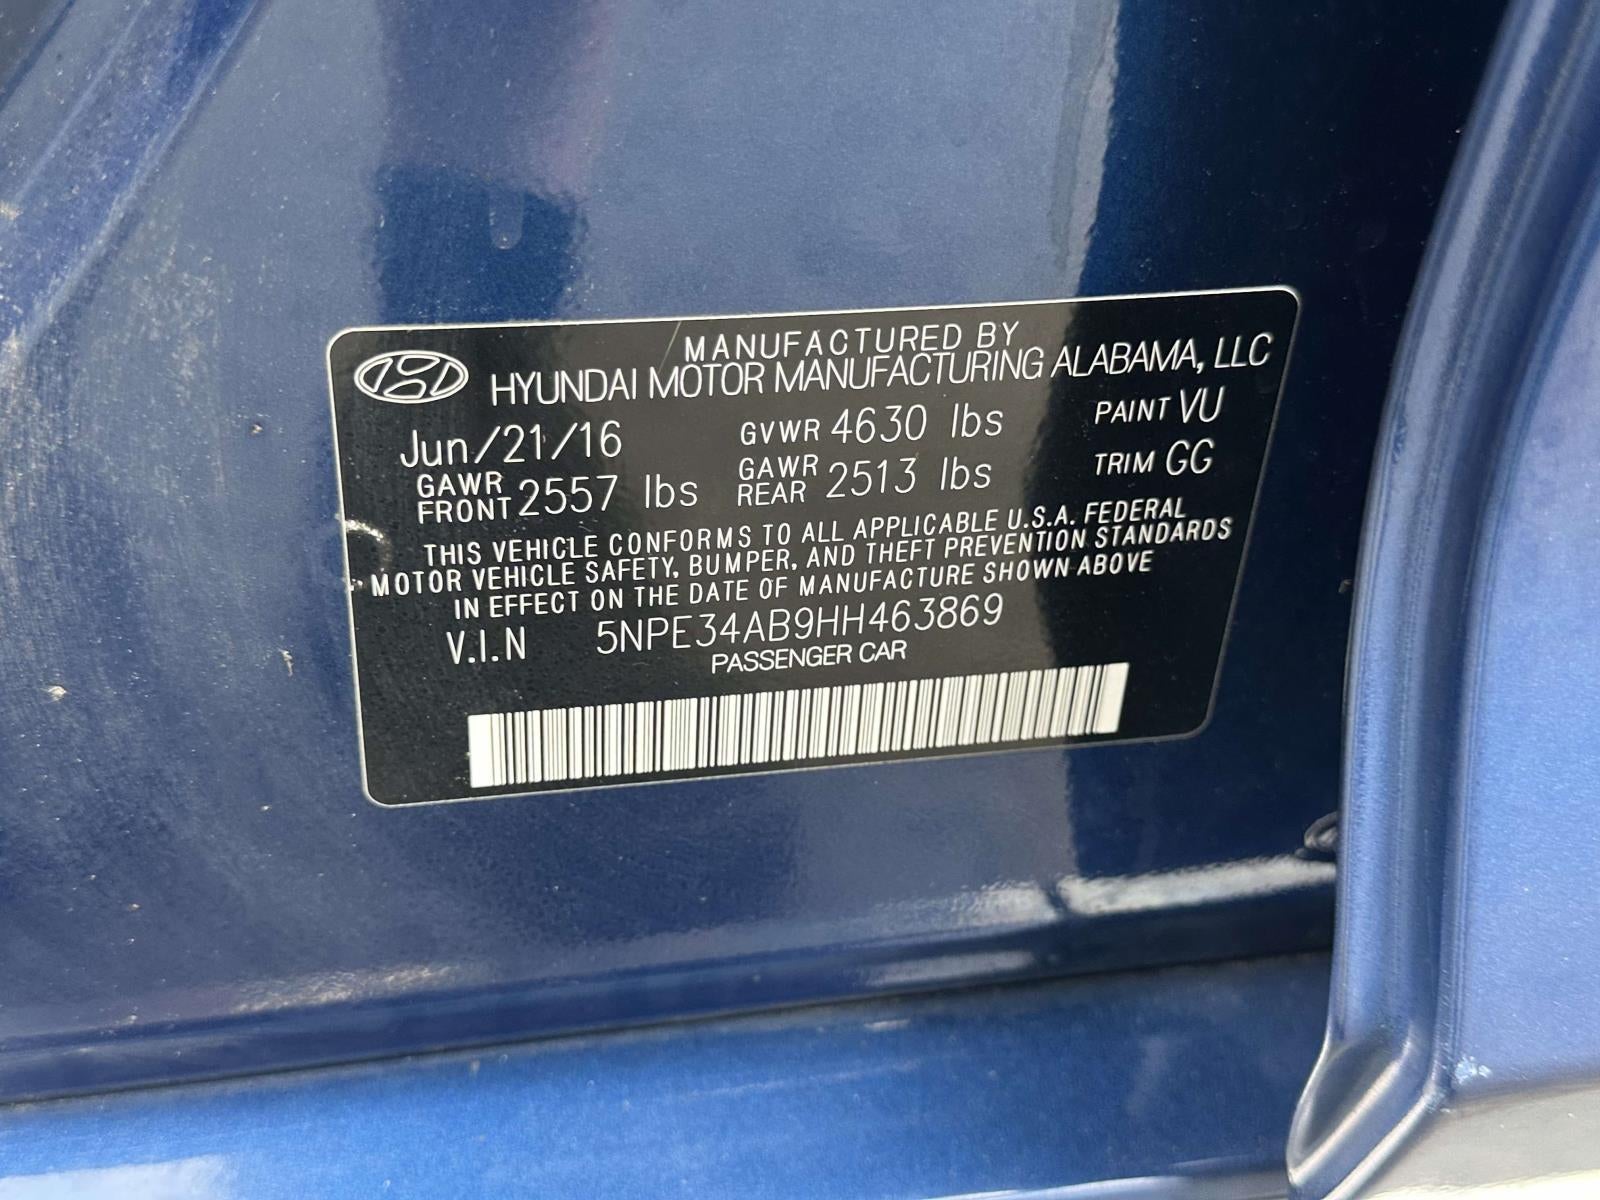 MANUFACTURED BY
HYUNDAI MOTOR MANUFACTURING ALABAMA, LLC
Jun/21/16 GVWR 4630 lbs PAINT VU
GAWR FRONT 2557 lbs GAWR REAR 2513 lbs TRIM GG
THIS VEHICLE CONFORMS TO ALL APPLICABLE U.S.A. FEDERAL
MOTOR VEHICLE SAFETY, BUMPER, AND THEFT PREVENTION STANDARDS
IN EFFECT ON THE DATE OF MANUFACTURE SHOWN ABOVE
V.I.N 5NPE34AB9HH463869
PASSENGER CAR